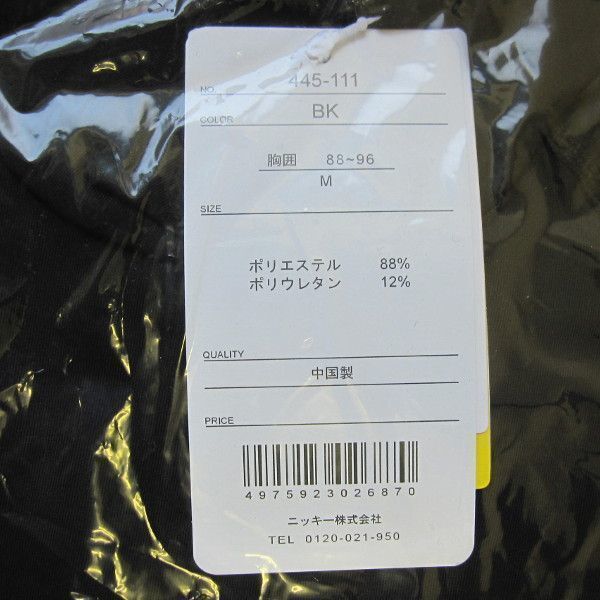 NO. 445-111
COLOR BK
胸囲 88~96
M
SIZE
ポリエステル 88%
ポリウレタン 12%
QUALITY
中国製
PRICE
4975923026870
ニッキー株式会社
TEL 0120-021-950